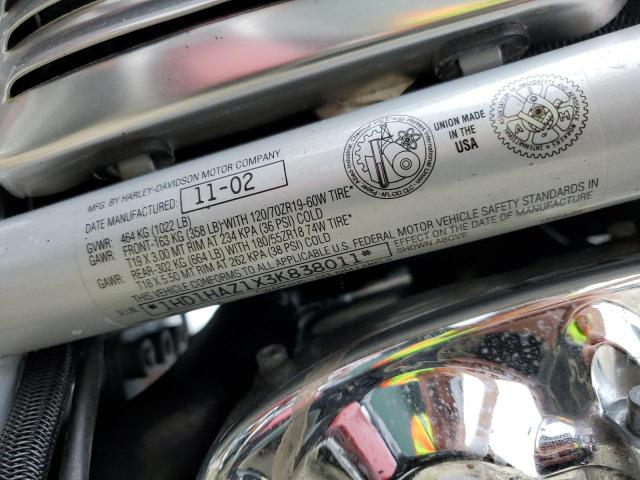 MFG. BY HARLEY-DAVIDSON MOTOR COMPANY
DATE MANUFACTURED: 11-02
GVWR: 464 KG (1022 LB)
GAWR: FRONT-163 KG (358 LB) WITH 120/70ZR19-60W TIRE*
T19 X 3.00 MT RIM AT 234 KPA (36 PSI) COLD
GAWR: REAR-302 KG (664 LB) WITH 180/55ZR18 74W TIRE*
T18 X 5.50 MT RIM AT 262 KPA (38 PSI) COLD
THIS VEHICLE CONFORMS TO ALL APPLICABLE U.S. FEDERAL MOTOR VEHICLE SAFETY STANDARDS IN
EFFECT ON THE DATE OF MANUFACTURE
SHOWN ABOVE.
VIN *1HD1HAZ1X3K838011*
UNION MADE
IN THE
USA
AFL-CIO, CLC